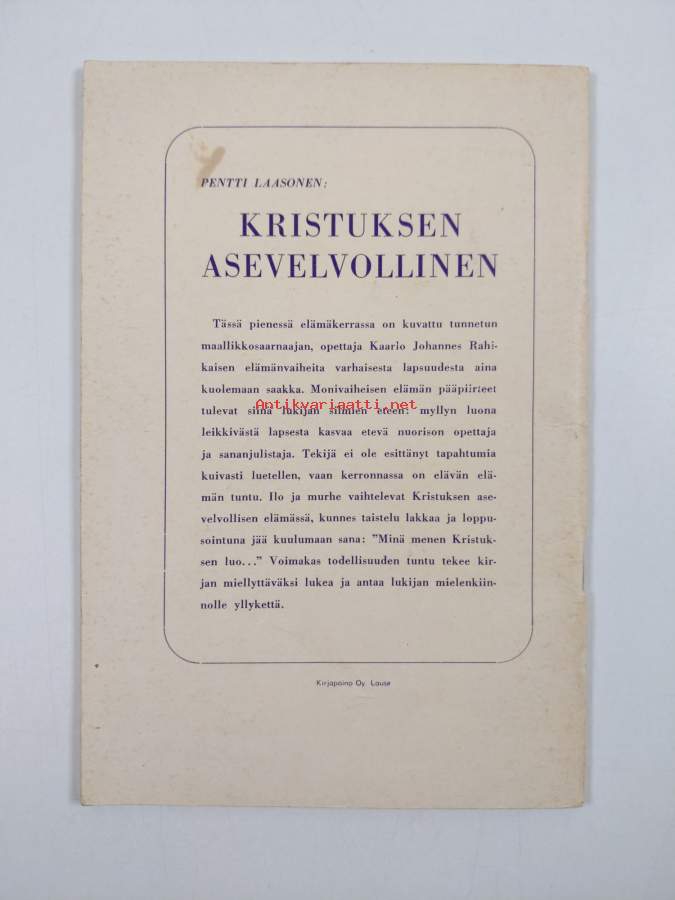 PENTTI LAASONEN:
KRISTUKSEN
ASEVELVOLLINEN
Tässä pienessä elämäkerrassa on kuvattu tunnetun
maallikkosaarnaajan, opettaja Kaarlo Johannes Rahi-
kaisen elämänvaiheita varhaisesta lapsuudesta aina
kuolemaan saakka. Monivaiheisen elämän pääpiirteet
Antikvariaatti.net
tulevat siinä lukijan silmien eteen: myllyn luona
leikkivästä lapsesta kasvaa etevä nuorison opettaja
ja sananjulistaja. Tekijä ei ole esittänyt tapahtumia
kuivasti luetellen, vaan kerronnassa on elävän elä-
män tuntu. Ilo ja murhe vaihtelevat Kristuksen ase-
velvollisen elämässä, kunnes taistelu lakkaa ja loppu-
sointuna jää kuulumaan sana: ”Minä menen Kristuk-
sen luo...” Voimakas todellisuuden tuntu tekee kir-
jan miellyttäväksi lukea ja antaa lukijan mielenkiin-
nolle yllykettä.
Kirjapaino Oy. Lause